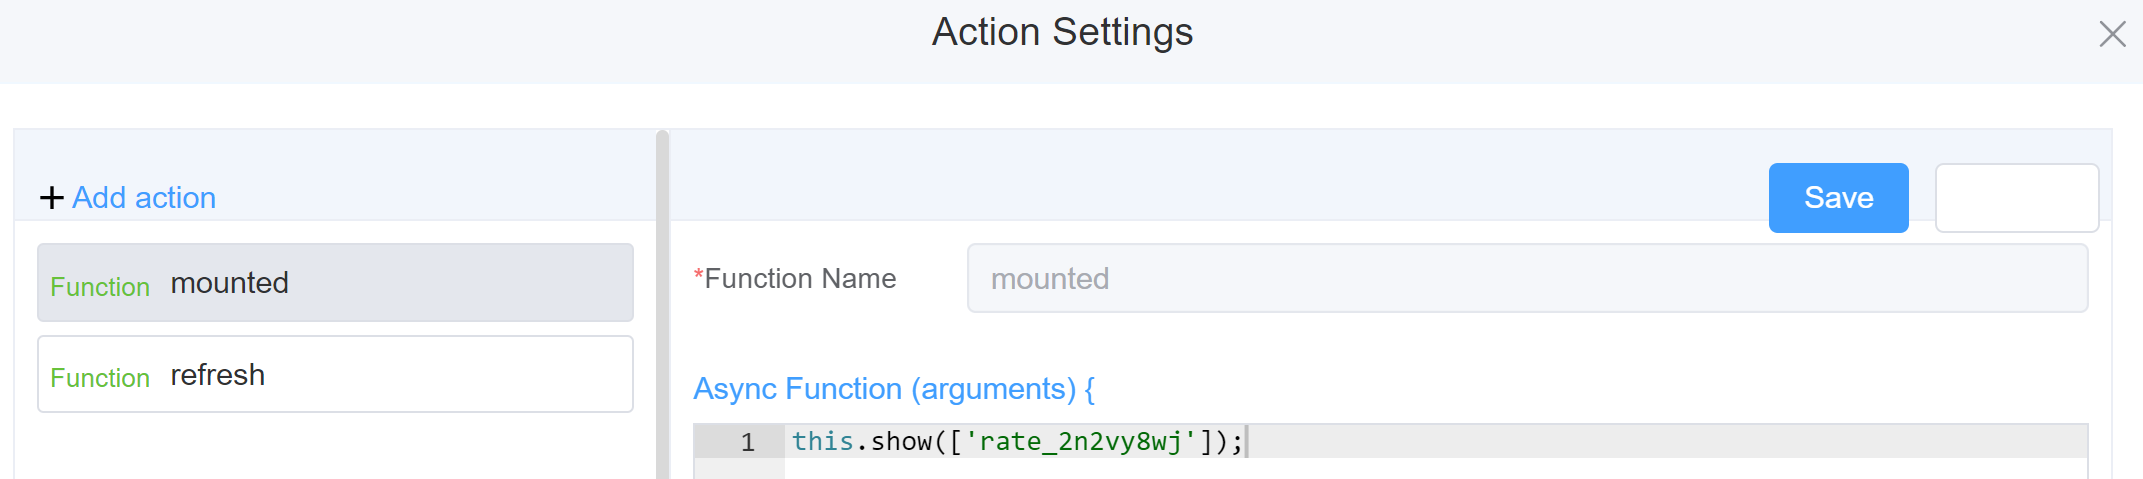 Action Settings
+ Add action
Save
Function mounted
*Function Name mounted
Function refresh
Async Function (arguments) {
1 this.show(['rate_2n2vy8wj']);